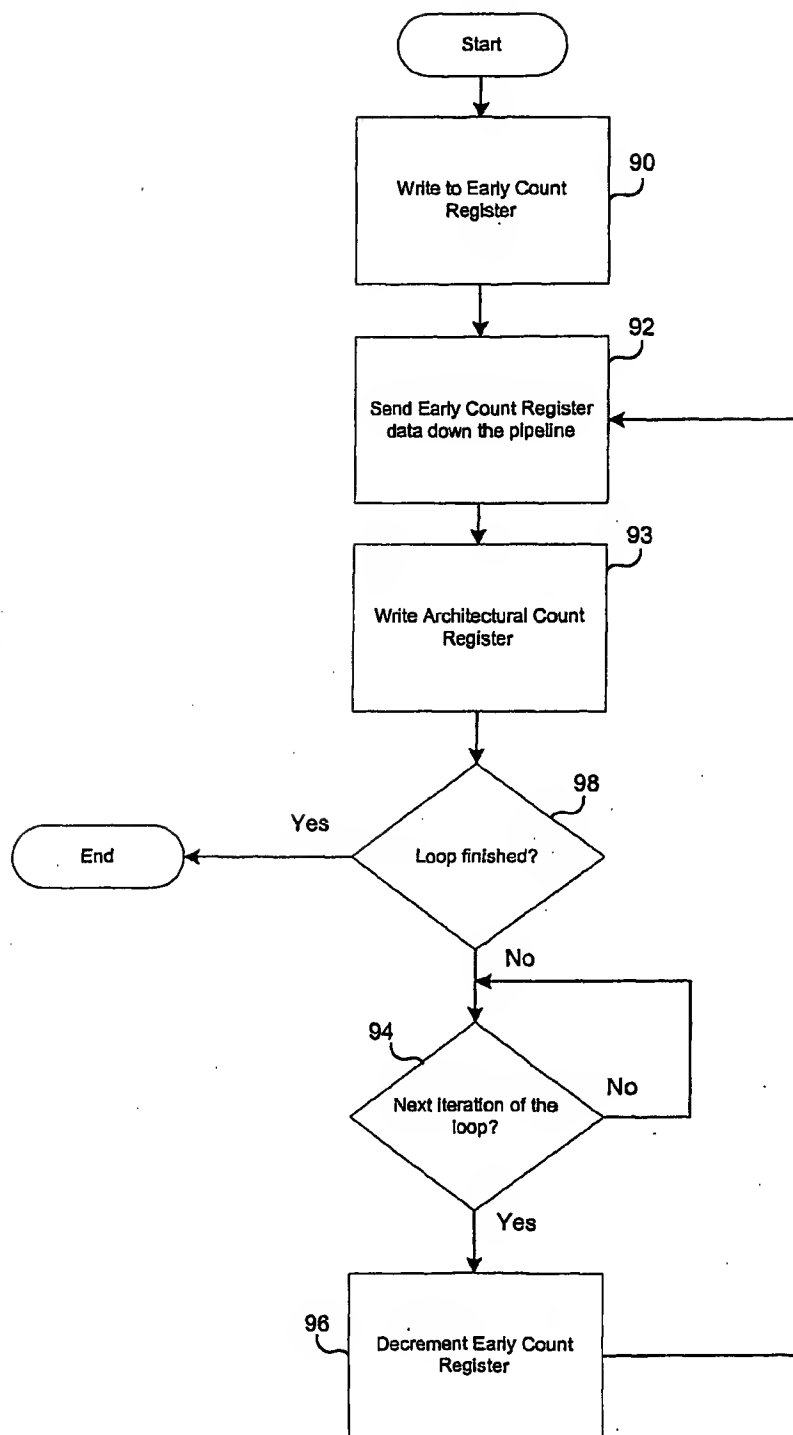 Start
90
Write to Early Count
Register
92
Send Early Count Register
data down the pipeline
93
Write Architectural Count
Register
98
Yes
End
Loop finished?
No
94
No
Next iteration of the
loop?
Yes
96
Decrement Early Count
Register